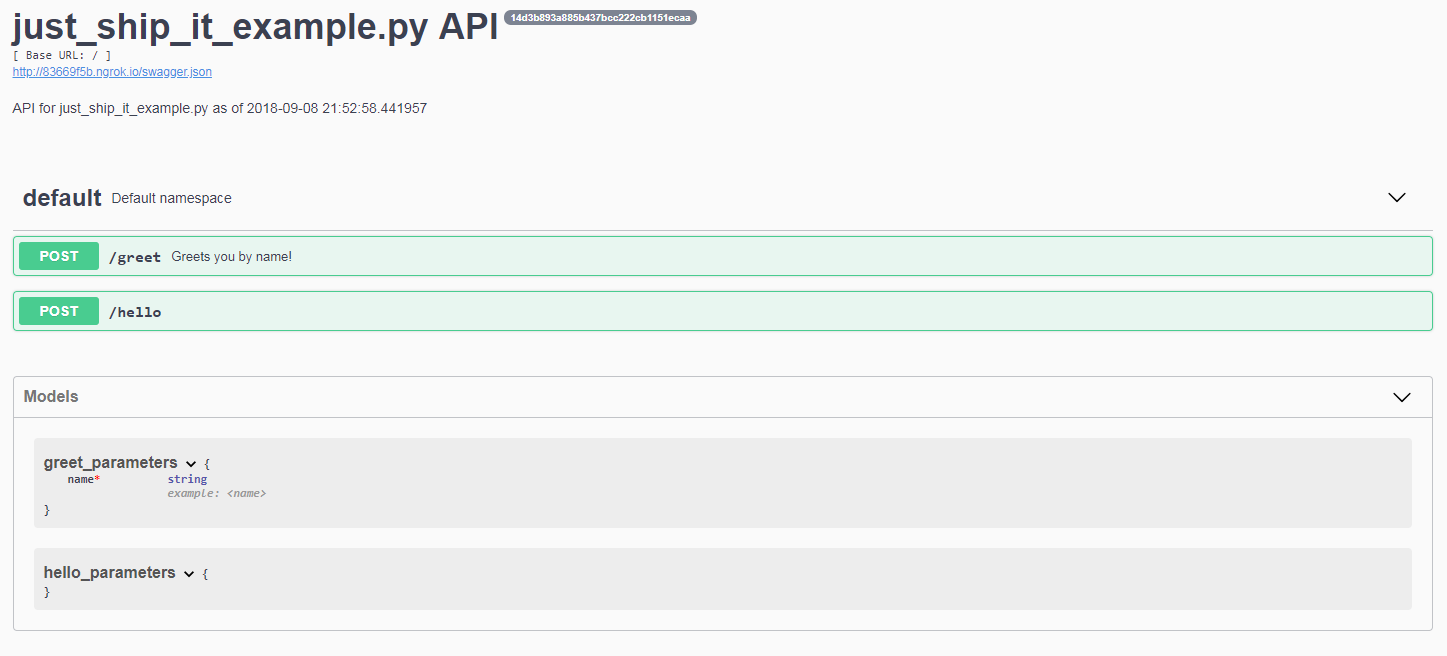 just_ship_it_example.py API 14d3b893a885b437bcc222cb1151ecaa
[ Base URL: / ]
http://83669f5b.ngrok.io/swagger.json
API for just_ship_it_example.py as of 2018-09-08 21:52:58.441957
default Default namespace
POST /greet Greets you by name!
POST /hello
Models
greet_parameters {
name* string
example: <name>
}
hello_parameters {
}